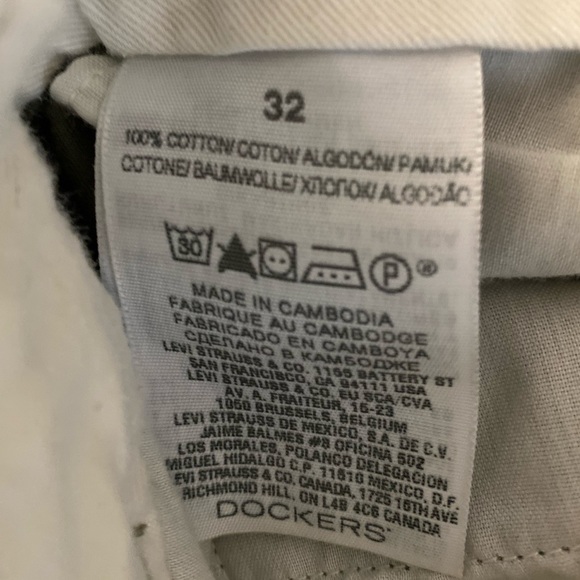 32
100% COTTON/ COTON/ ALGODÓN/ PAMUK/
COTONE/ BAUMWOLLE/ ХЛОПОК/ ALGODÃO
30 P ®
MADE IN CAMBODIA
FABRIQUE AU CAMBODGE
FABRICADO EN CAMBOYA
СДЕЛАНО В КАМБОДЖЕ
LEVI STRAUSS & CO. 1155 BATTERY ST
SAN FRANCISCO, CA 94111 USA
LEVI STRAUSS & CO. EU SCA/CVA
AV. A. FRAITEUR, 15-23
1050 BRUSSELS, BELGIUM
LEVI STRAUSS DE MEXICO, S.A. DE C.V.
JAIME BALMES #8 OFICINA 502
LOS MORALES, POLANCO DELEGACION
MIGUEL HIDALGO C.P. 11510 MEXICO, D.F.
LEVI STRAUSS & CO. CANADA, 1725 16TH AVE
RICHMOND HILL, ON L4B 4C6 CANADA
DOCKERS